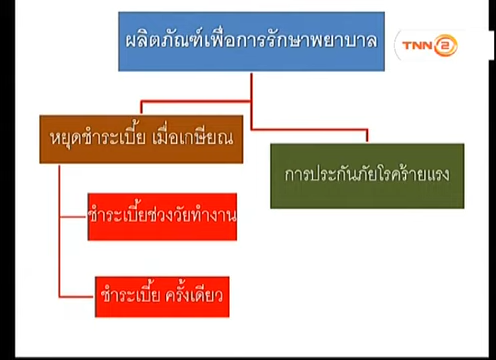 ผลิตภัณฑ์เพื่อการรักษาพยาบาล
TNN 2
หยุดชำระเบี้ย เมื่อเกษียณ
การประกันภัยโรคร้ายแรง
ชำระเบี้ยช่วงวัยทำงาน
ชำระเบี้ย ครั้งเดียว